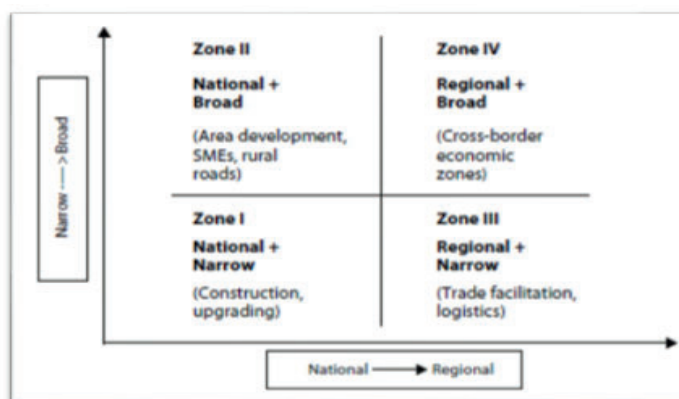 Narrow ----> Broad
Zone II
National +
Broad
(Area development,
SMEs, rural
roads)
Zone IV
Regional +
Broad
(Cross-border
economic
zones)
Zone I
National +
Narrow
(Construction,
upgrading)
Zone III
Regional +
Narrow
(Trade facilitation,
logistics)
National → Regional